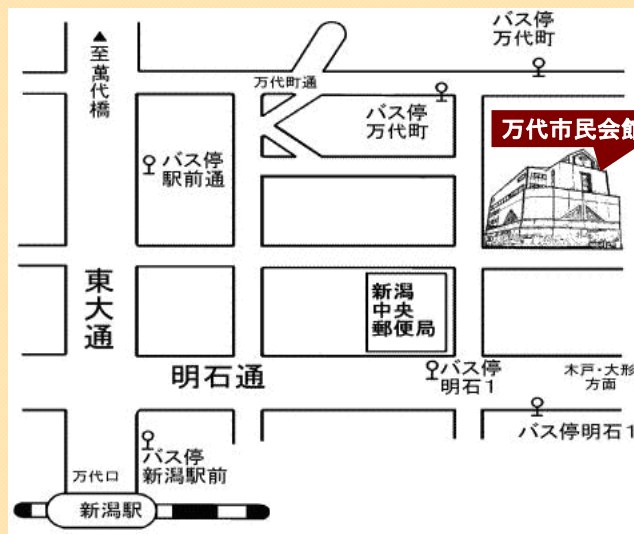 バス停
万代町
▲至萬代橋
万代町通
バス停
万代町
万代市民会館
バス停
駅前通
東大通
新潟
中央
郵便局
明石通
バス停
明石1
木戸・大形
方面
バス停明石1
バス停
新潟駅前
万代口
新潟駅